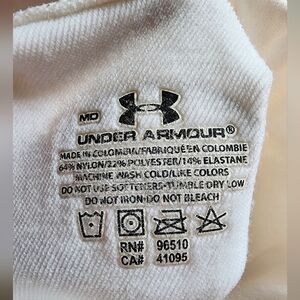 MD
UNDER ARMOUR®
MADE IN COLOMBIA/FABRIQUE EN COLOMBIE
64% NYLON/22% POLYESTER/14% ELASTANE
MACHINE WASH COLD/LIKE COLORS
DO NOT USE SOFTENERS·TUMBLE DRY LOW
DO NOT IRON·DO NOT BLEACH
RN# 96510
CA# 41095